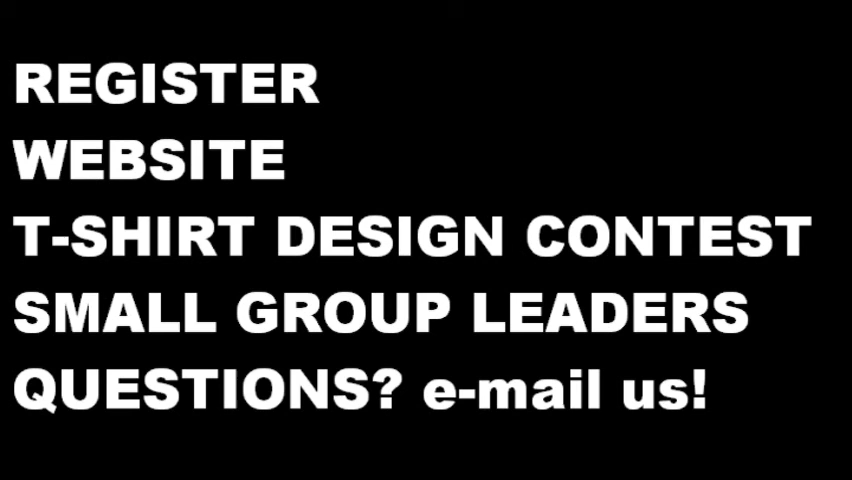 REGISTER
WEBSITE
T-SHIRT DESIGN CONTEST
SMALL GROUP LEADERS
QUESTIONS? e-mail us!